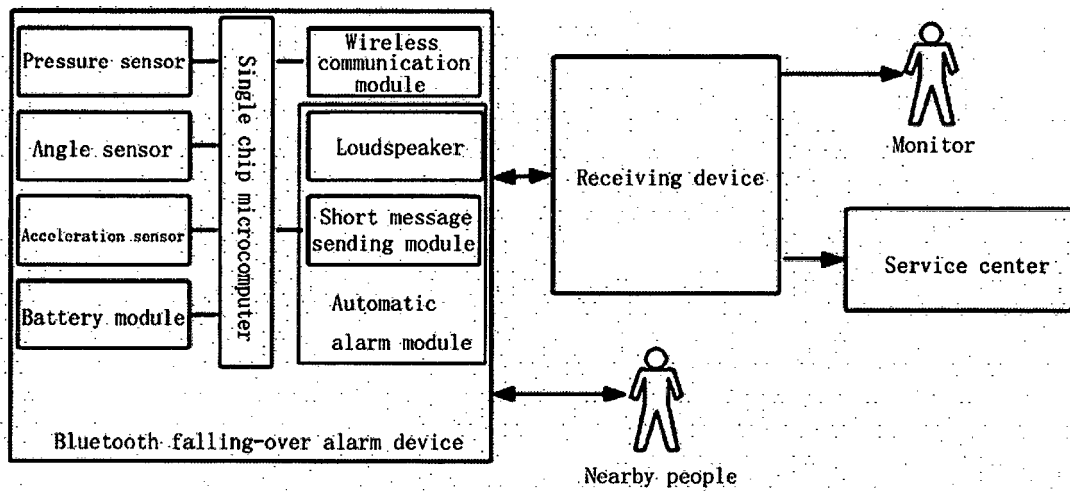 Pressure sensor
Angle sensor
Acceleration sensor
Battery module
Single chip microcomputer
Wireless
communication
module
Loudspeaker
Short message
sending module
Automatic
alarm module
Bluetooth falling-over alarm device
Receiving device
Monitor
Service center
Nearby people